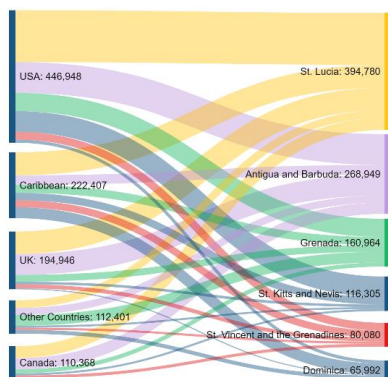 USA: 446,948
Caribbean: 222,407
UK: 194,946
Other Countries: 112,401
Canada: 110,368
St. Lucia: 394,780
Antigua and Barbuda: 268,949
Grenada: 160,964
St. Kitts and Nevis: 116,305
St. Vincent and the Grenadines: 80,080
Dominica: 65,992